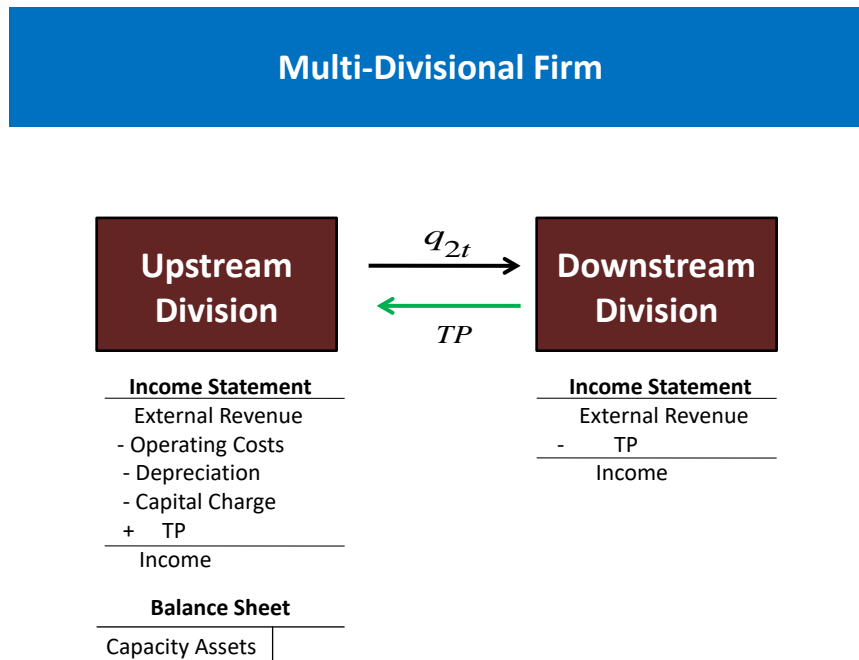 Multi-Divisional Firm
Upstream
Division
q2t
TP
Downstream
Division
Income Statement
External Revenue
- Operating Costs
- Depreciation
- Capital Charge
+ TP
Income
Balance Sheet
Capacity Assets
Income Statement
External Revenue
- TP
Income